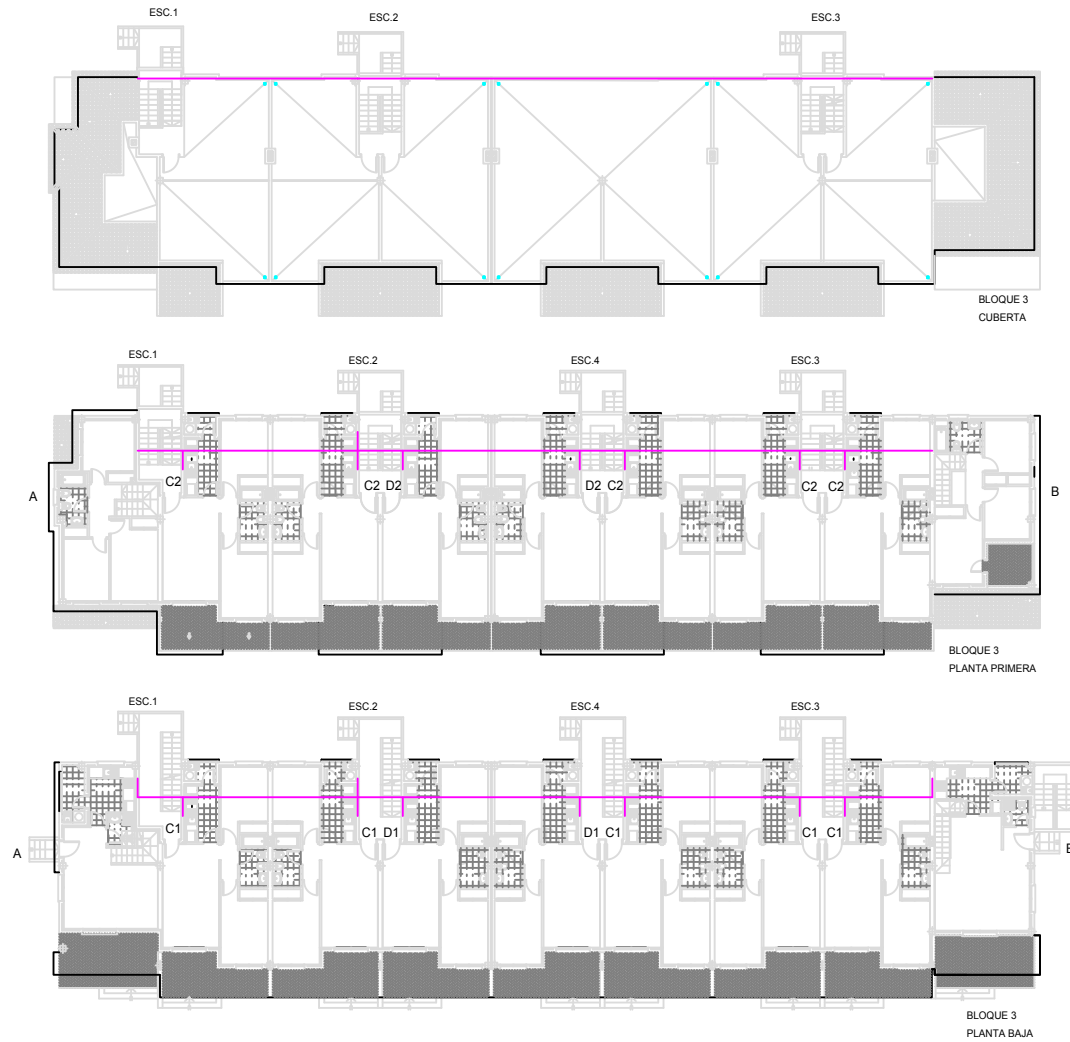 ESC.1
ESC.2
ESC.3
BLOQUE 3
CUBERTA
ESC.1
ESC.2
ESC.4
ESC.3
A
C2
C2 D2
D2 C2
C2 C2
B
BLOQUE 3
PLANTA PRIMERA
ESC.1
ESC.2
ESC.4
ESC.3
A
C1
C1 D1
D1 C1
C1 C1
B
BLOQUE 3
PLANTA BAJA